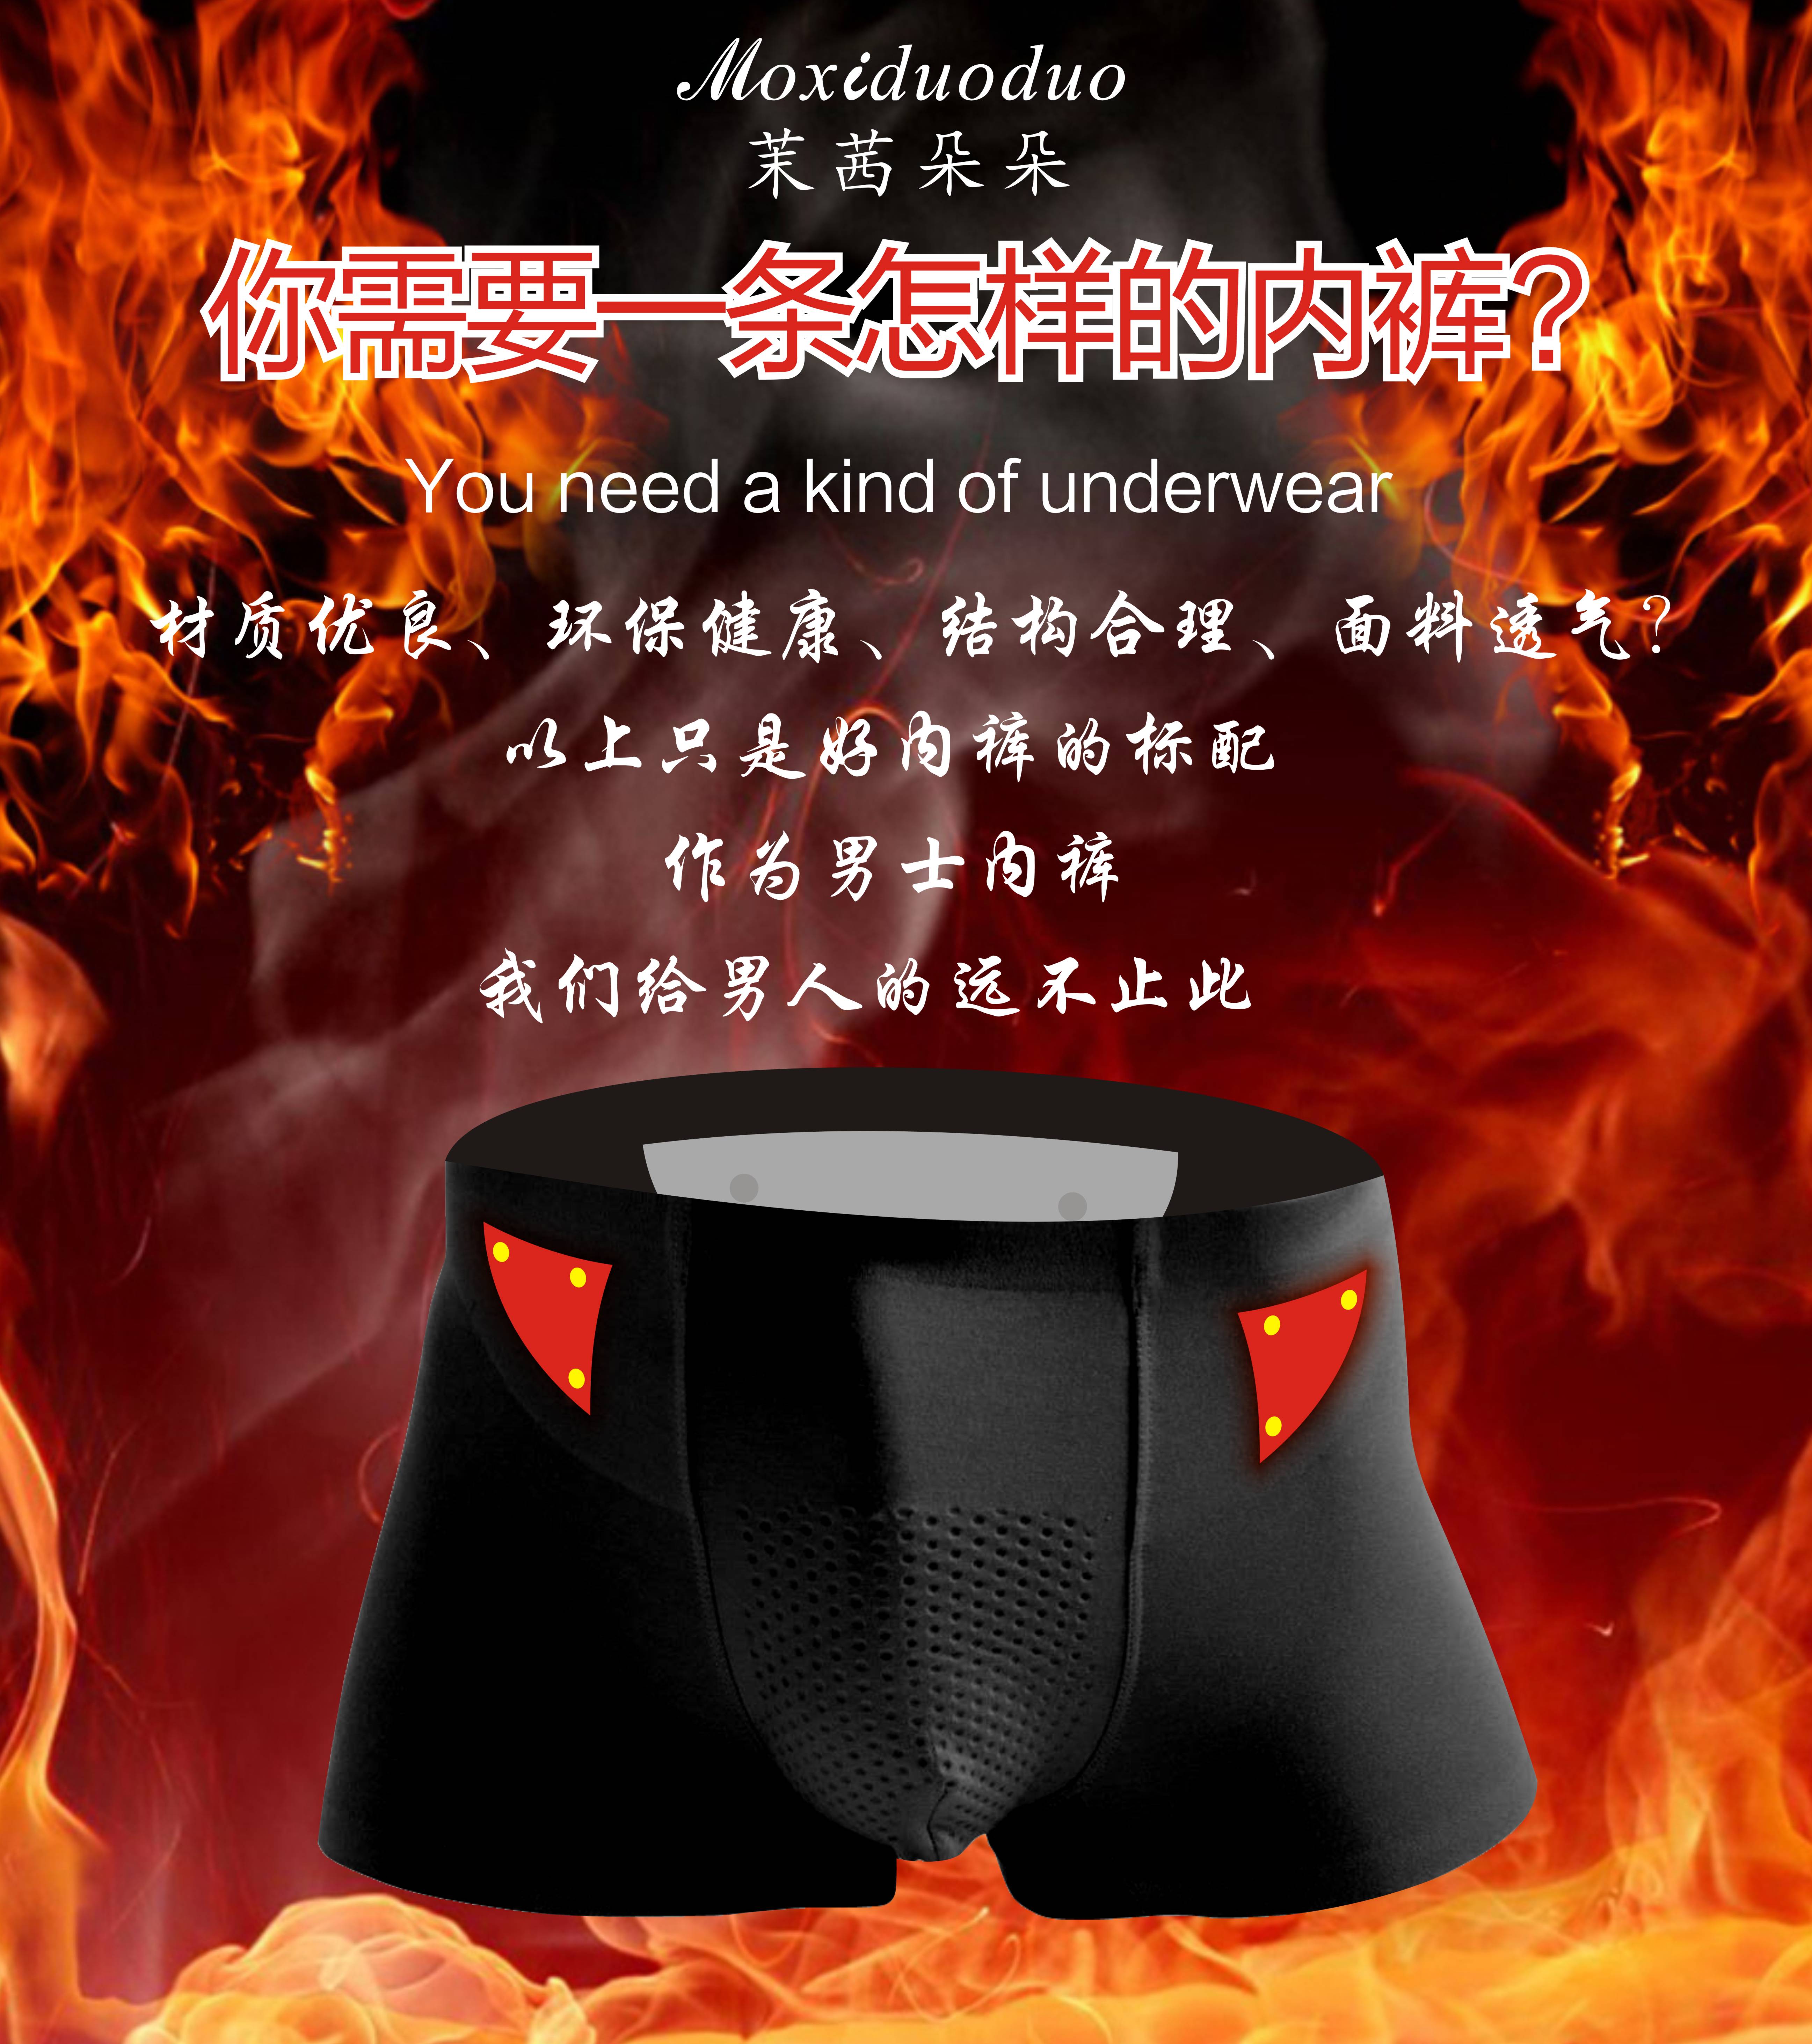 Moxiduoduo
茉茜朵朵
你需要一条怎样的内裤?
You need a kind of underwear
材质优良、环保健康、结构合理、面料透气?
以上只是好内裤的标配
作为男士内裤
我们给男人的远不止此